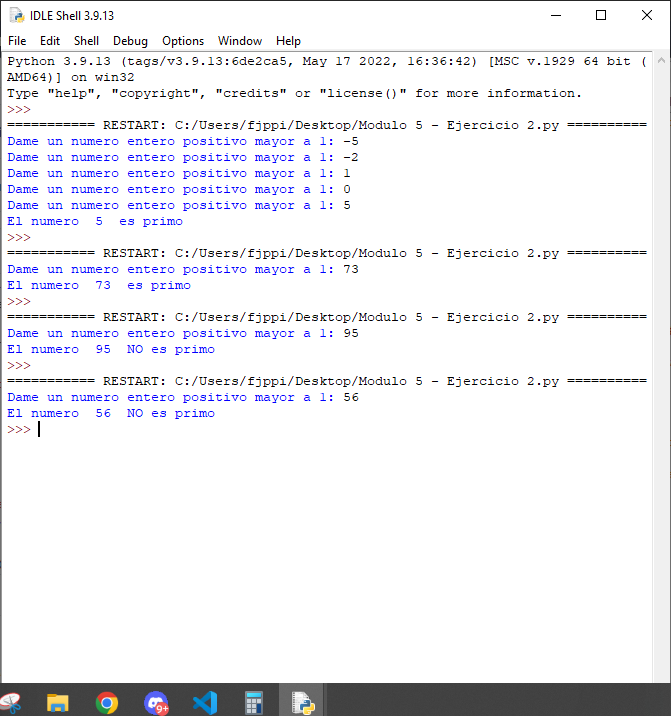 IDLE Shell 3.9.13
File Edit Shell Debug Options Window Help
Python 3.9.13 (tags/v3.9.13:6de2ca5, May 17 2022, 16:36:42) [MSC v.1929 64 bit (
AMD64)] on win32
Type "help", "copyright", "credits" or "license()" for more information.
>>>
=========== RESTART: C:/Users/fjppi/Desktop/Modulo 5 - Ejercicio 2.py ==========
Dame un numero entero positivo mayor a 1: -5
Dame un numero entero positivo mayor a 1: -2
Dame un numero entero positivo mayor a 1: 1
Dame un numero entero positivo mayor a 1: 0
Dame un numero entero positivo mayor a 1: 5
El numero  5  es primo
>>>
=========== RESTART: C:/Users/fjppi/Desktop/Modulo 5 - Ejercicio 2.py ==========
Dame un numero entero positivo mayor a 1: 73
El numero  73  es primo
>>>
=========== RESTART: C:/Users/fjppi/Desktop/Modulo 5 - Ejercicio 2.py ==========
Dame un numero entero positivo mayor a 1: 95
El numero  95  NO es primo
>>>
=========== RESTART: C:/Users/fjppi/Desktop/Modulo 5 - Ejercicio 2.py ==========
Dame un numero entero positivo mayor a 1: 56
El numero  56  NO es primo
>>>
9+